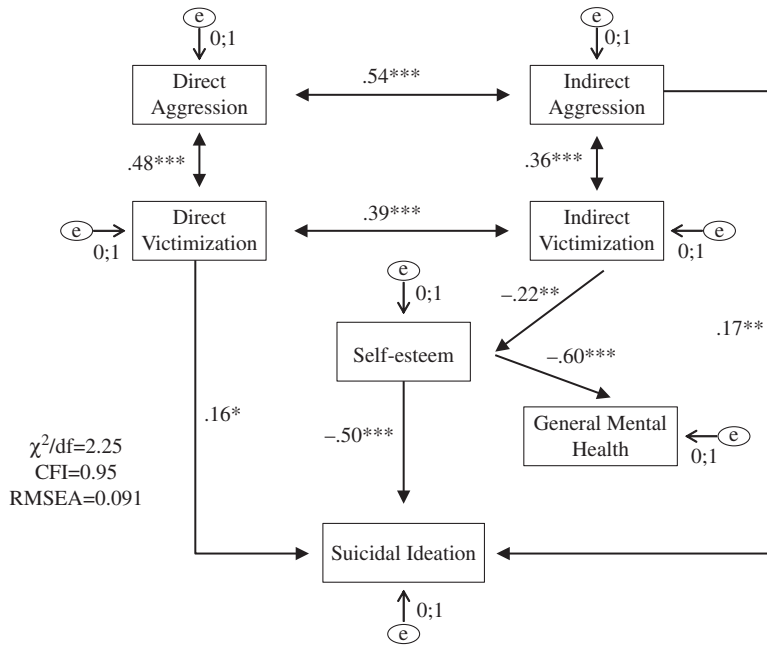 e
0;1
e
0;1
Direct
Aggression
.54***
Indirect
Aggression
.48***
.36***
e
0;1
Direct
Victimization
.39***
Indirect
Victimization
e
0;1
e
0;1
–.22**
Self-esteem
–.60***
.17**
.16*
–.50***
General Mental
Health
e
0;1
χ²/df=2.25
CFI=0.95
RMSEA=0.091
Suicidal Ideation
0;1
e